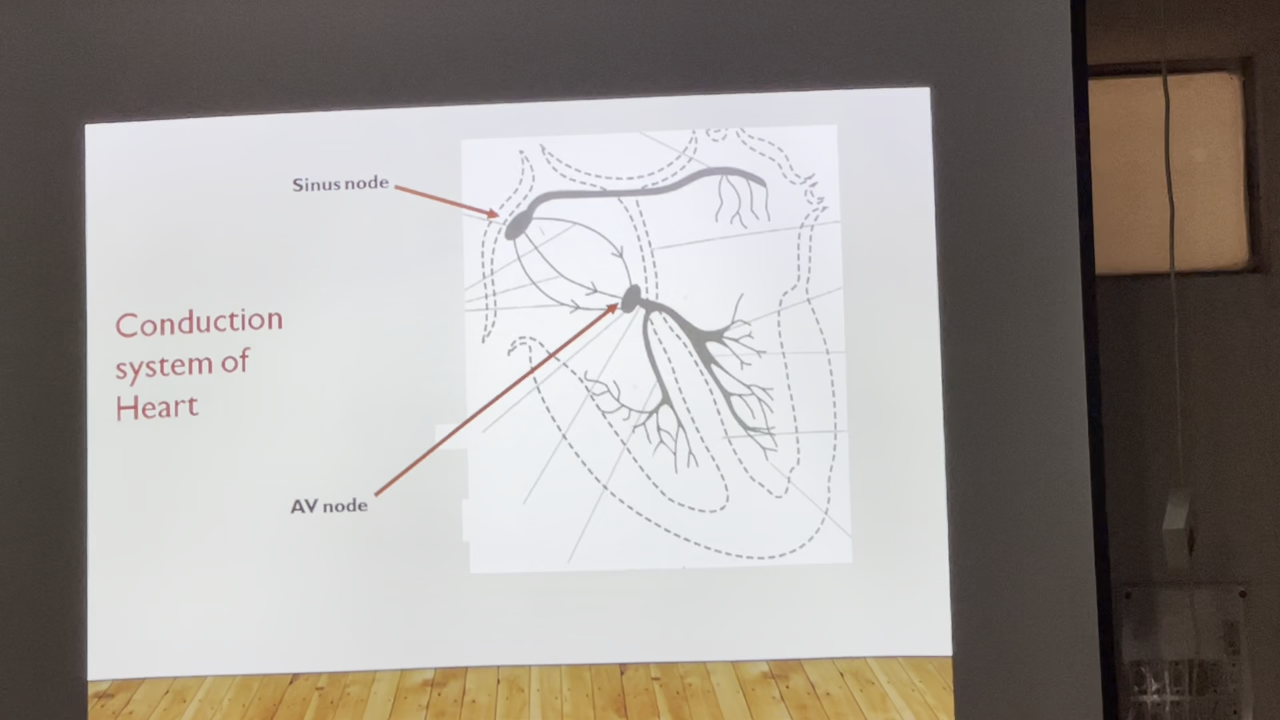 Sinus node
Conduction
system of
Heart
AV node